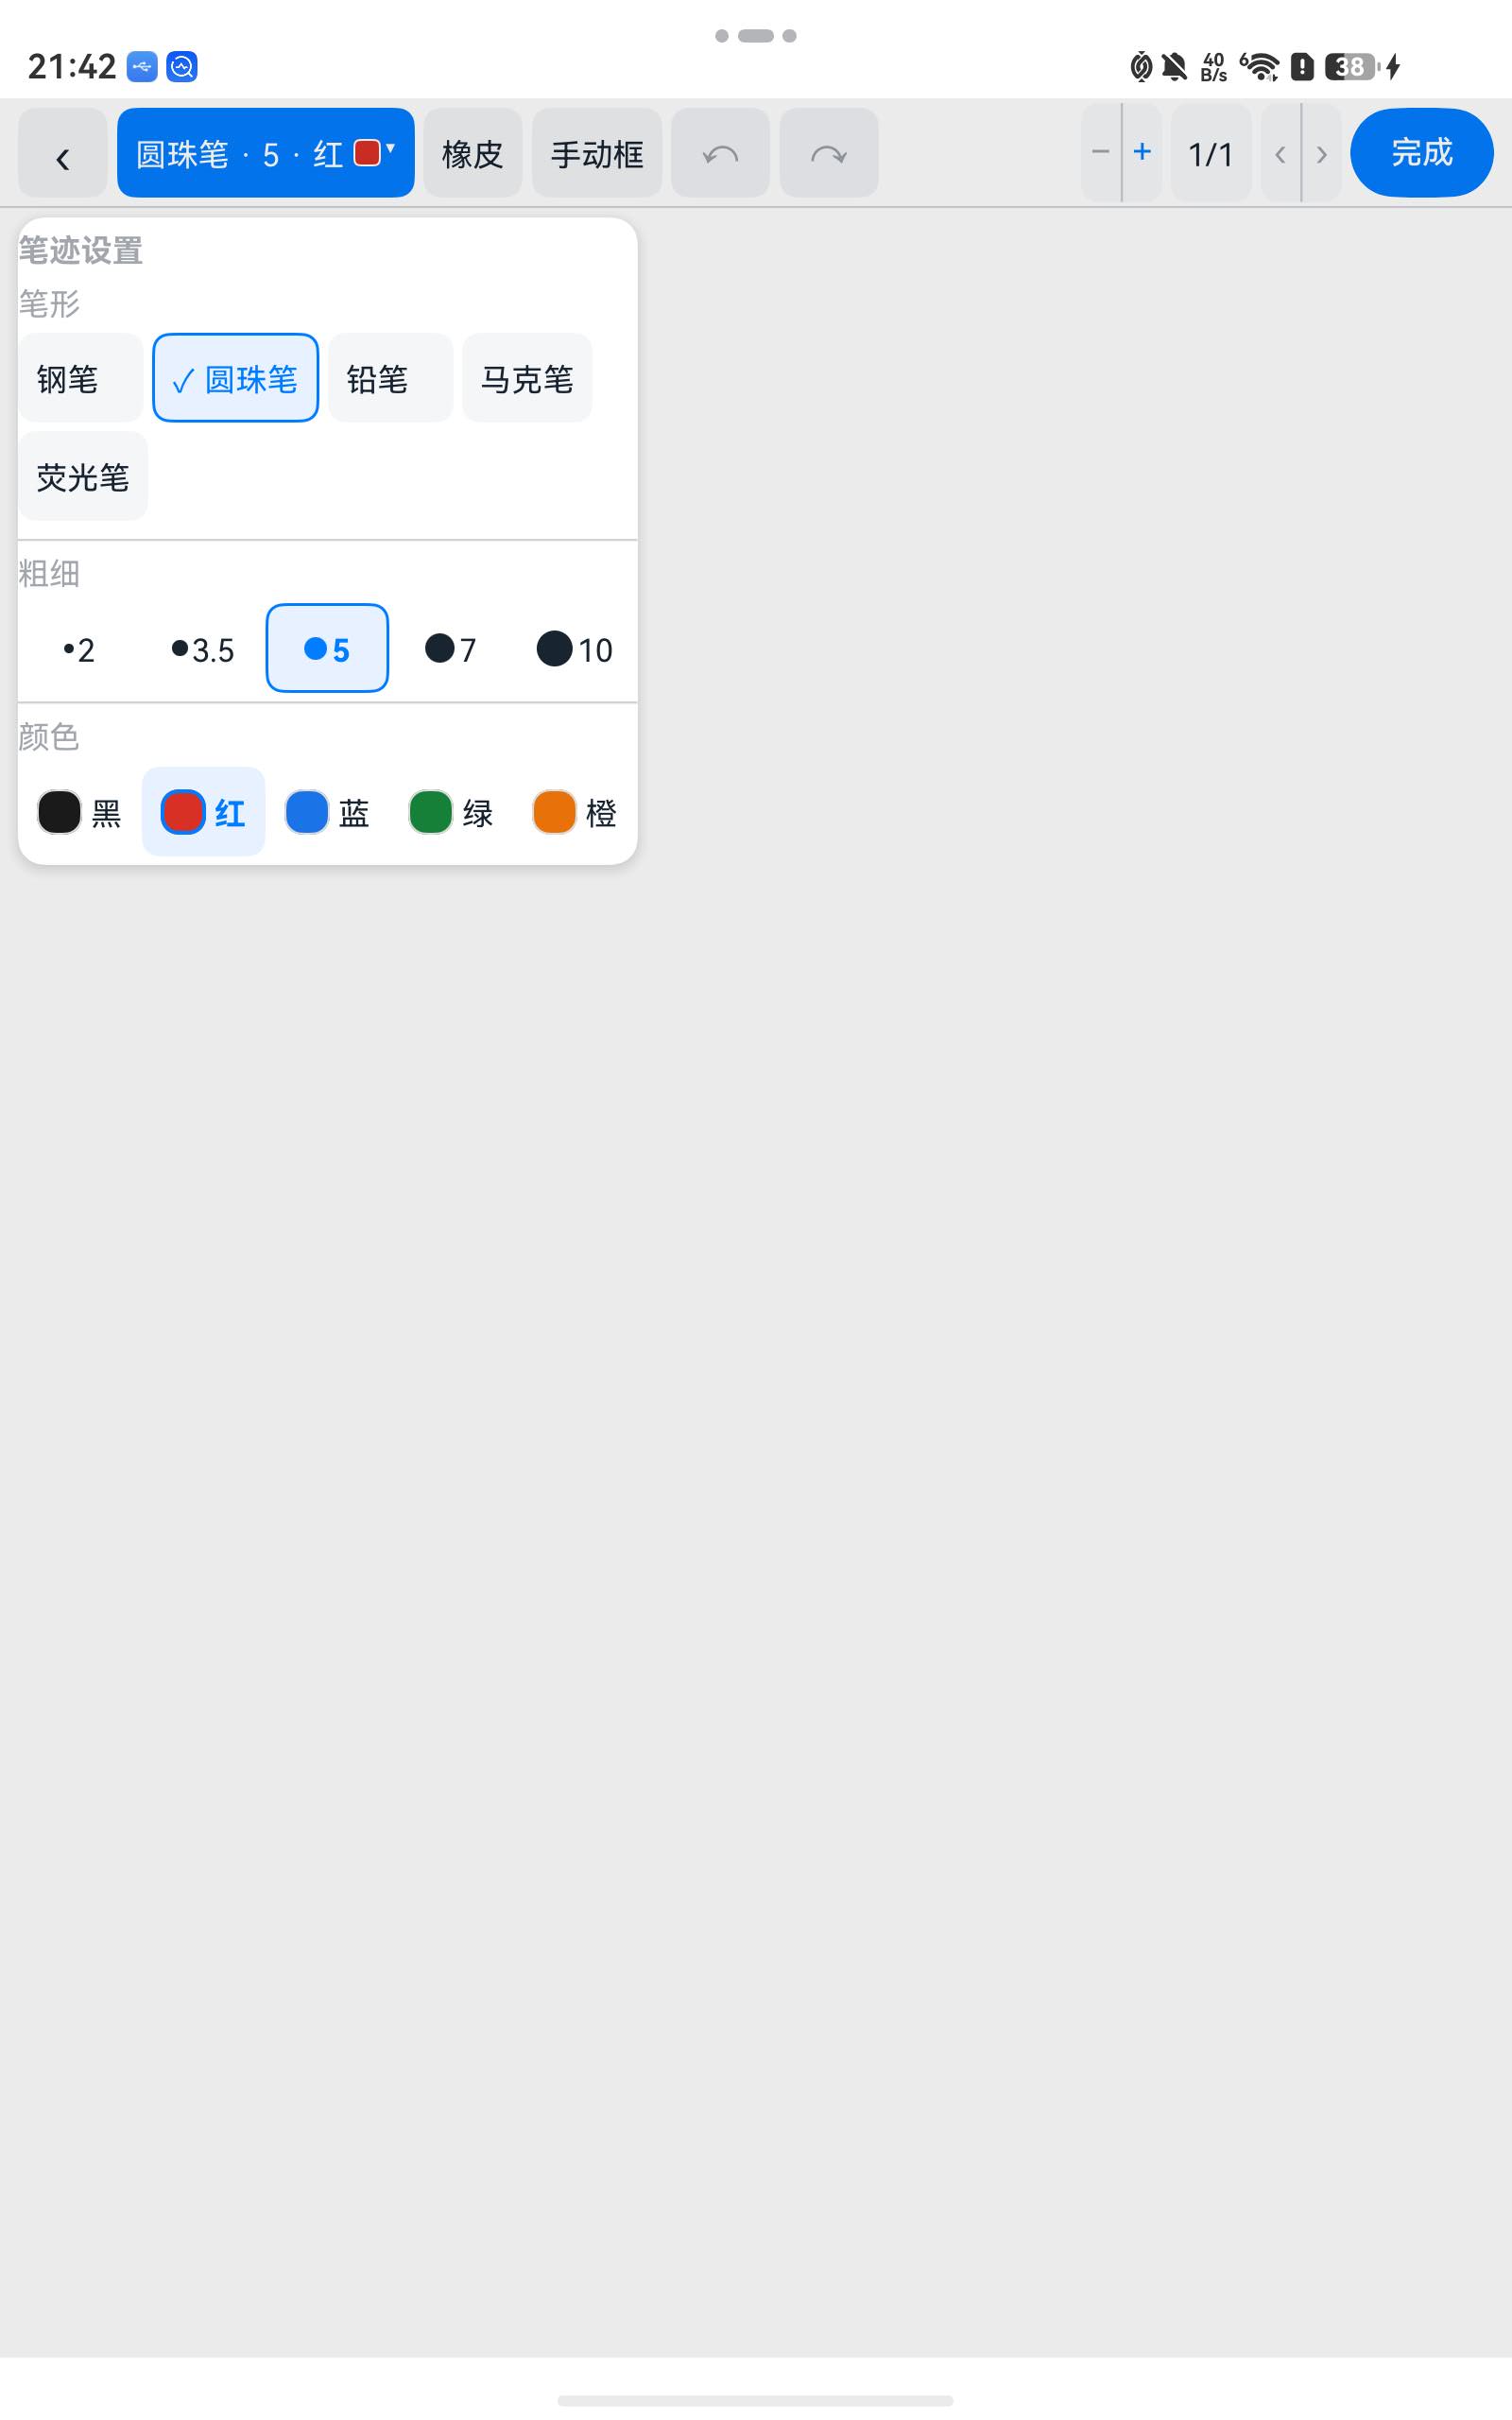 21:42 40 B/s 6 38
‹ 圆珠笔 · 5 · 红 ▾ 橡皮 手动框 − + 1/1 ‹ › 完成
笔迹设置
笔形
钢笔 ✓ 圆珠笔 铅笔 马克笔
荧光笔
粗细
2 3.5 5 7 10
颜色
黑 红 蓝 绿 橙